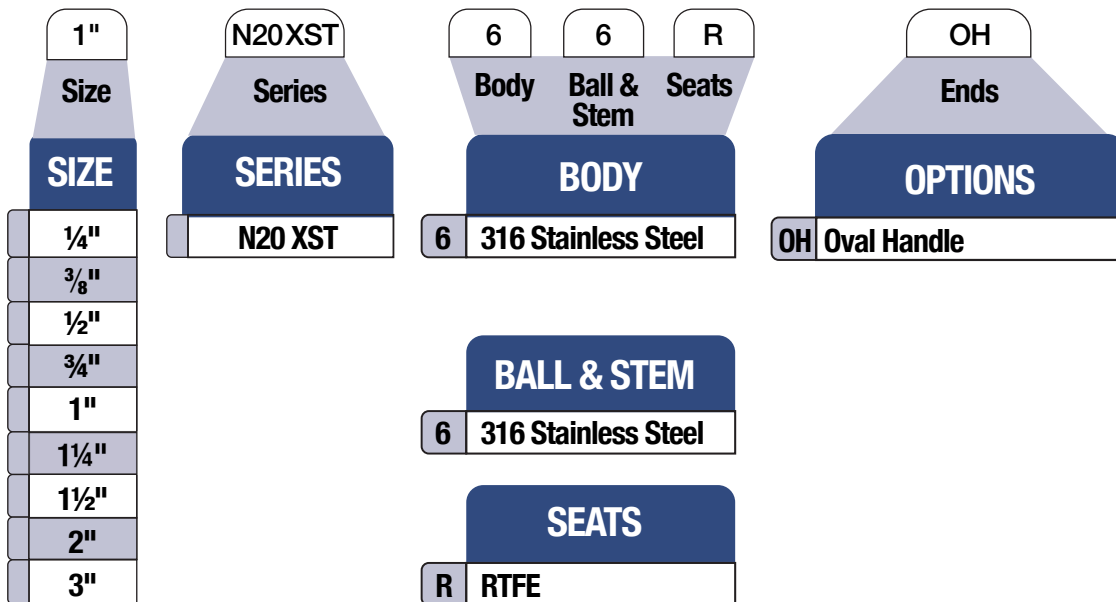 1" N20 XST 6 6 R OH
Size Series Body Ball & Seats Ends
Stem
SIZE SERIES BODY OPTIONS
¼" N20 XST 6 316 Stainless Steel OH Oval Handle
⅜"
½"
¾" BALL & STEM
1" 6 316 Stainless Steel
1¼"
1½" SEATS
2"
3" R RTFE